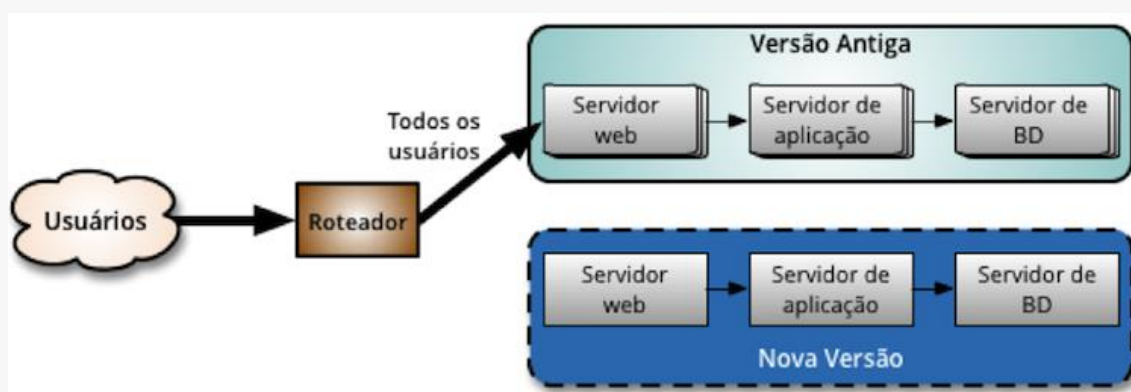 Versão Antiga
Servidor
web
Servidor de
aplicação
Servidor de
BD
Todos os
usuários
Usuários
Roteador
Servidor
web
Servidor de
aplicação
Servidor de
BD
Nova Versão